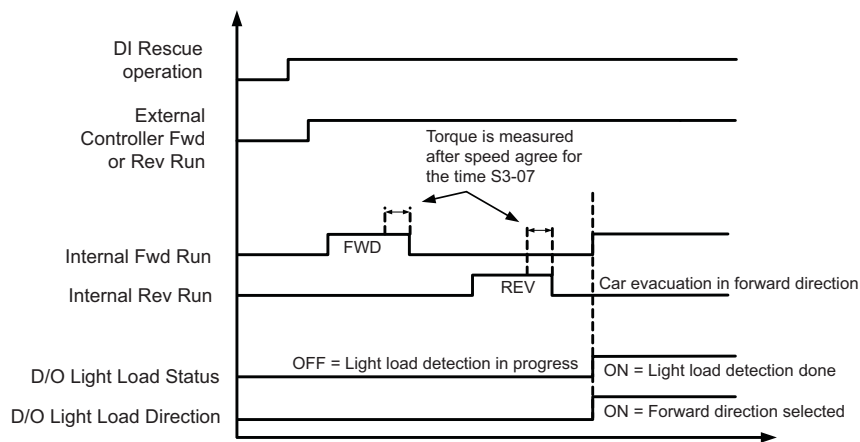 DI Rescue
operation
External
Controller Fwd
or Rev Run
Torque is measured
after speed agree for
the time S3-07
FWD
Internal Fwd Run
Internal Rev Run
REV
Car evacuation in forward direction
OFF = Light load detection in progress
ON = Light load detection done
D/O Light Load Status
D/O Light Load Direction
ON = Forward direction selected